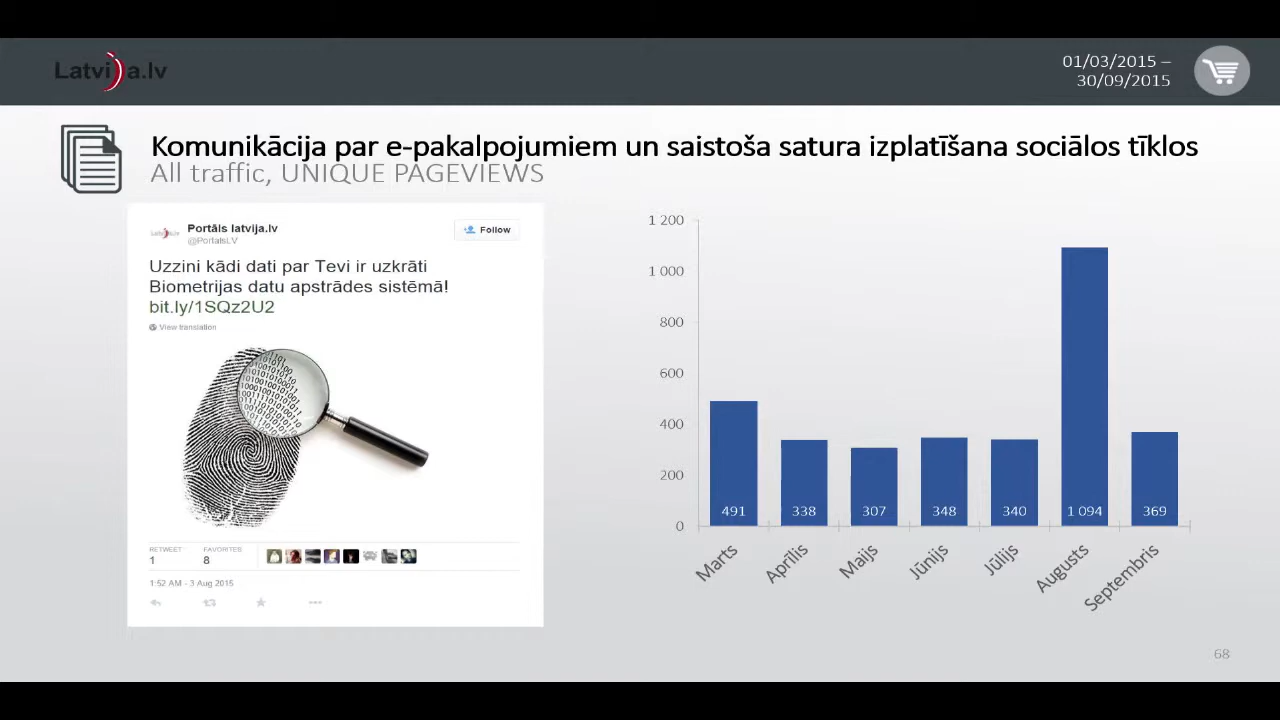 Latvija.lv
01/03/2015 –
30/09/2015
Komunikācija par e-pakalpojumiem un saistoša satura izplatīšana sociālos tīklos
All traffic, UNIQUE PAGEVIEWS
Portāls latvija.lv
@PortalsLV
Follow
Uzzini kādi dati par Tevi ir uzkrāti
Biometrijas datu apstrādes sistēmā!
bit.ly/1SQz2U2
View translation
RETWEET
1
FAVORITES
8
1:52 AM - 3 Aug 2015
1 200
1 000
800
600
400
200
0
491
338
307
348
340
1 094
369
Marts
Aprīlis
Maijs
Jūnijs
Jūlijs
Augusts
Septembris
68